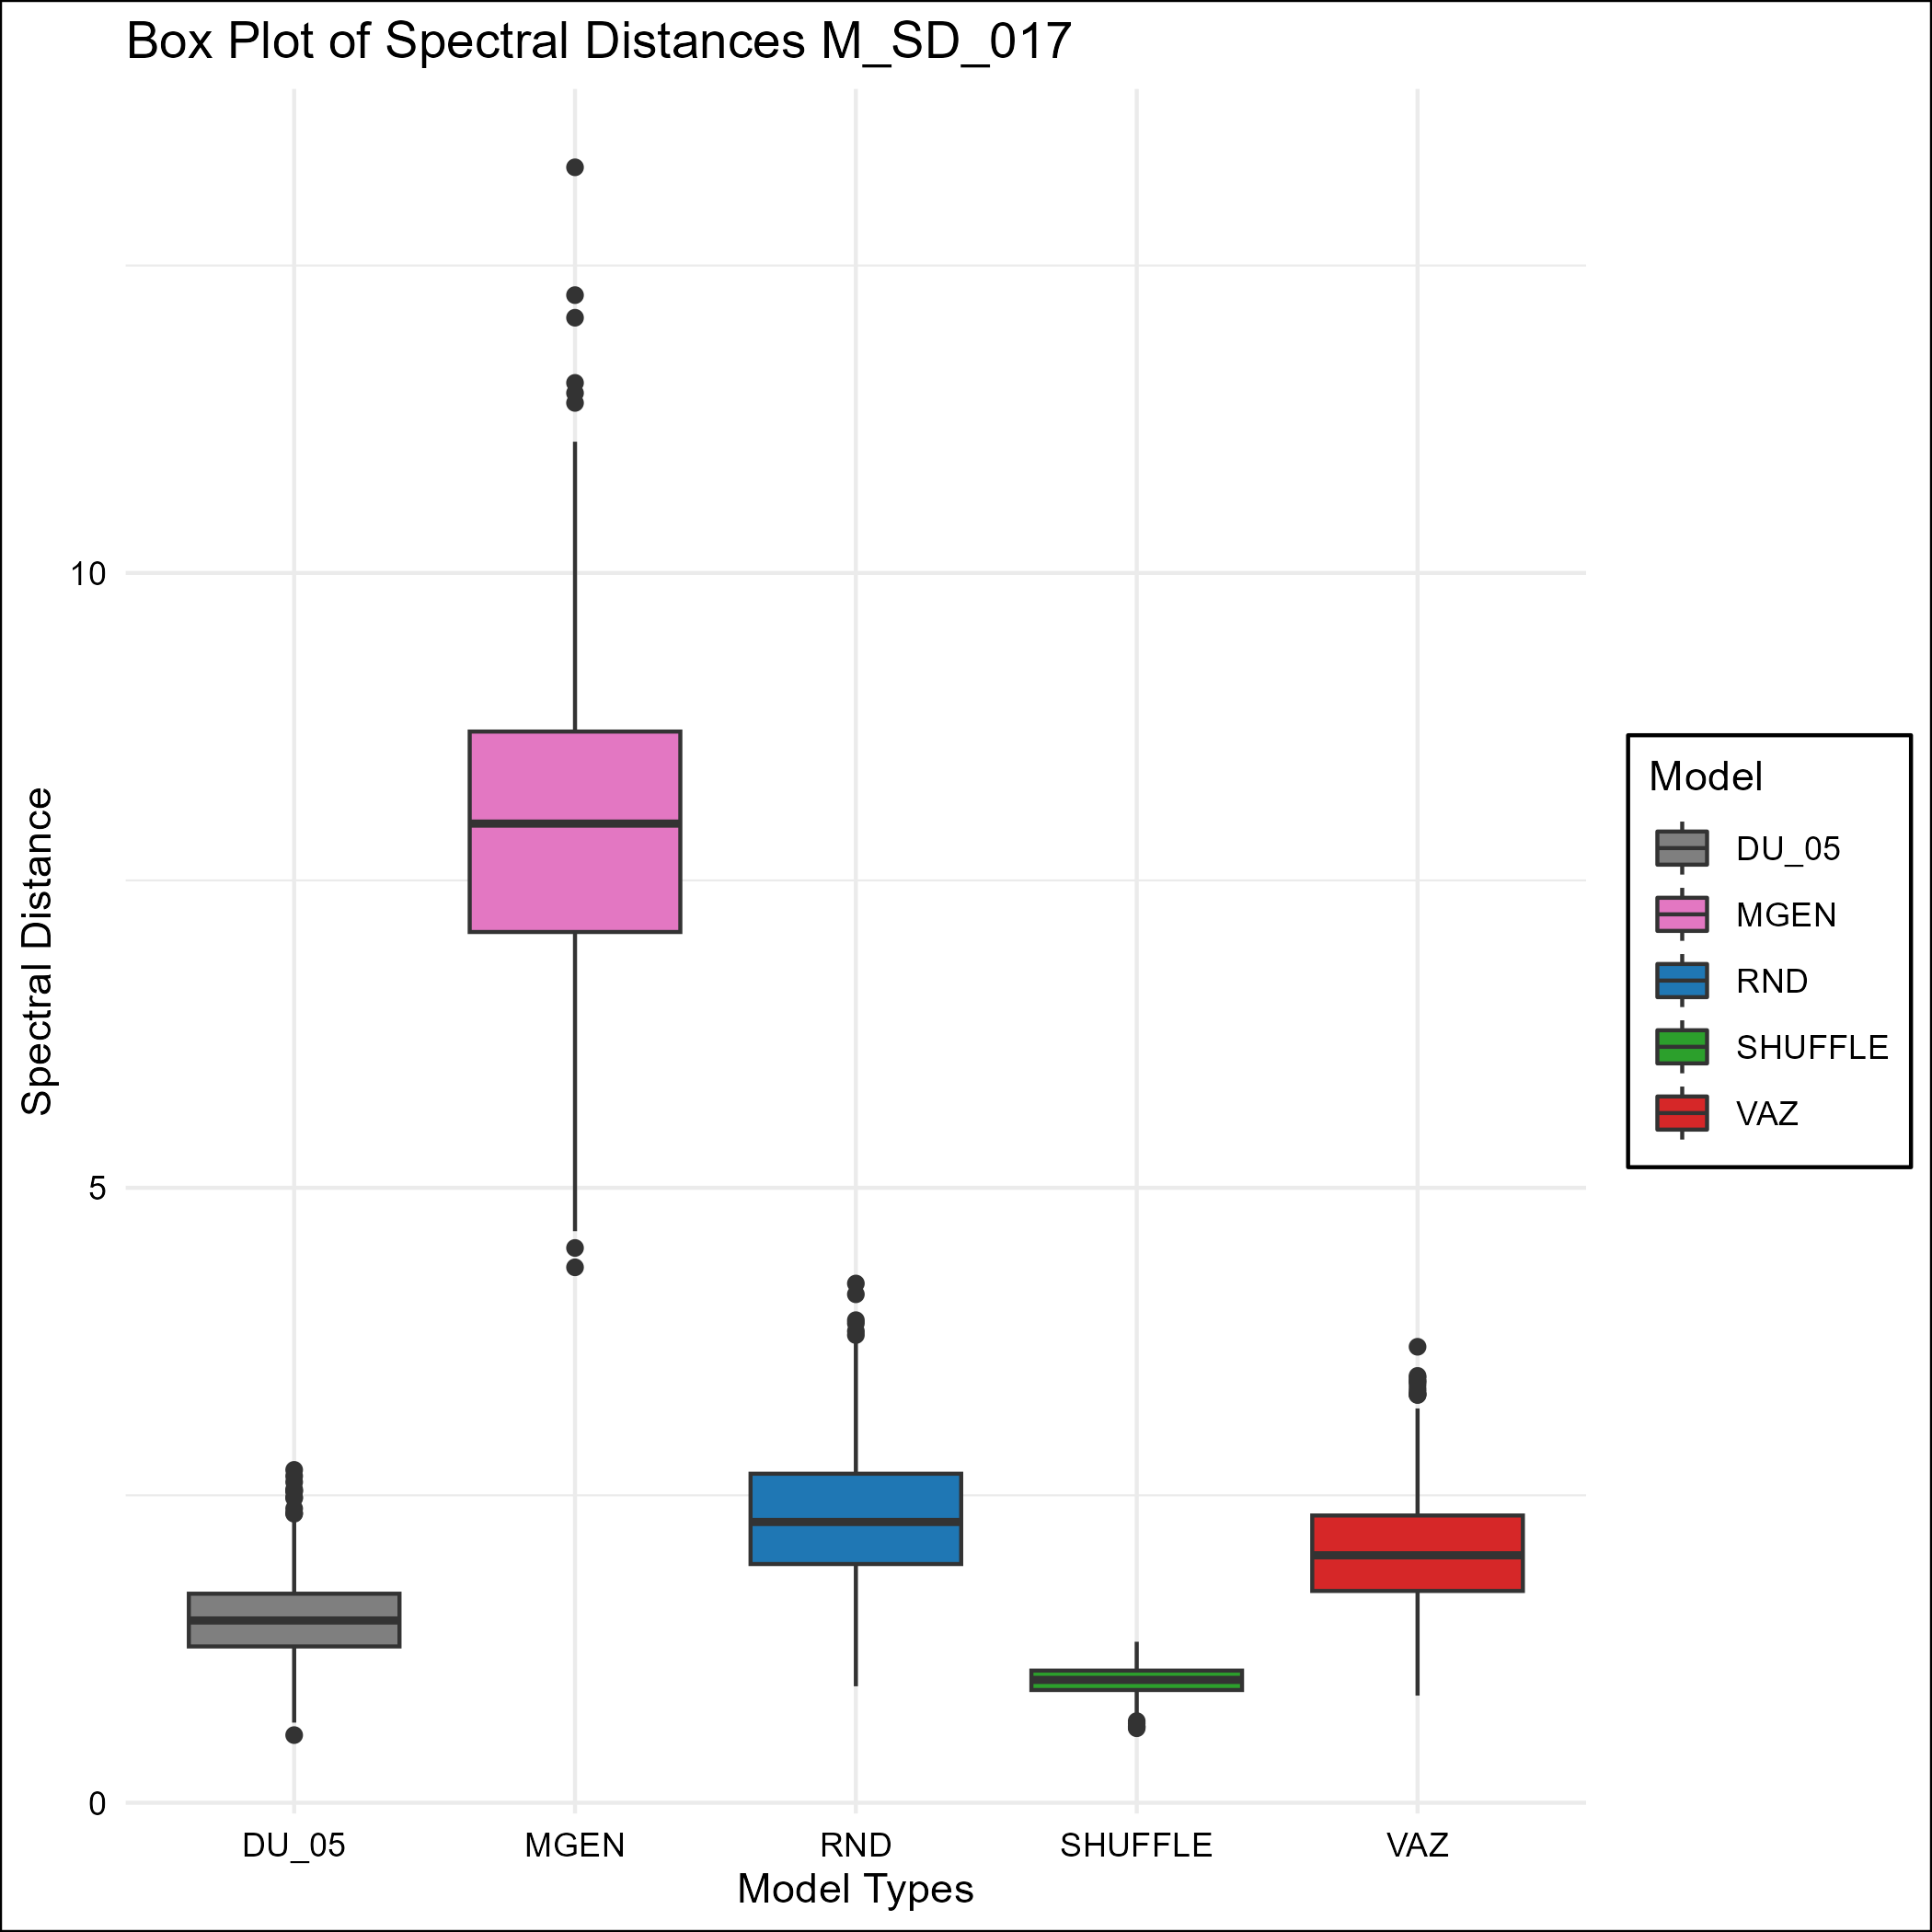 Box Plot of Spectral Distances M_SD_017
Spectral Distance
10
5
0
DU_05 MGEN RND SHUFFLE VAZ
Model Types
Model
DU_05
MGEN
RND
SHUFFLE
VAZ